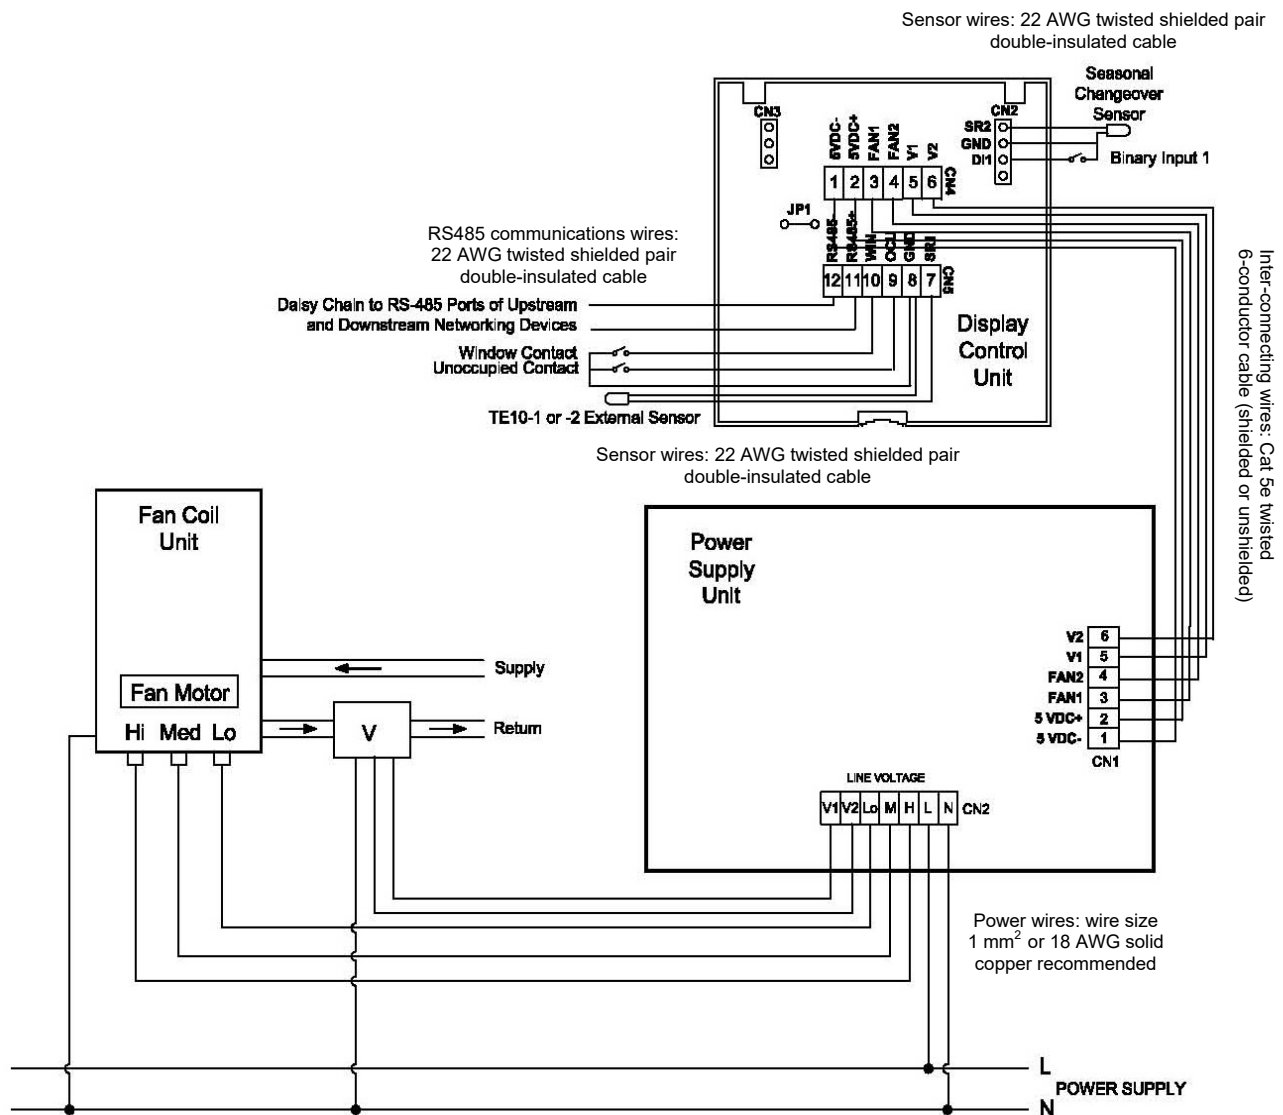 Sensor wires: 22 AWG twisted shielded pair
double-insulated cable
Seasonal
Changeover
Sensor
CN3
CN2
SR2
GND
DI1
Binary Input 1
5VDC-
5VDC+
FAN1
FAN2
V1
V2
1 2 3 4 5 6
CN4
JP1
RS485-
RS485+
WIN
OCU
GND
SR1
12 11 10 9 8 7
CN5
RS485 communications wires:
22 AWG twisted shielded pair
double-insulated cable
Daisy Chain to RS-485 Ports of Upstream
and Downstream Networking Devices
Window Contact
Unoccupied Contact
TE10-1 or -2 External Sensor
Display
Control
Unit
Inter-connecting wires: Cat 5e twisted
6-conductor cable (shielded or unshielded)
Sensor wires: 22 AWG twisted shielded pair
double-insulated cable
Fan Coil
Unit
Fan Motor
Hi Med Lo
Supply
Return
V
Power
Supply
Unit
V2 6
V1 5
FAN2 4
FAN1 3
5 VDC+ 2
5 VDC- 1
CN1
LINE VOLTAGE
V1 V2 Lo M H L N CN2
Power wires: wire size
1 mm² or 18 AWG solid
copper recommended
L
POWER SUPPLY
N